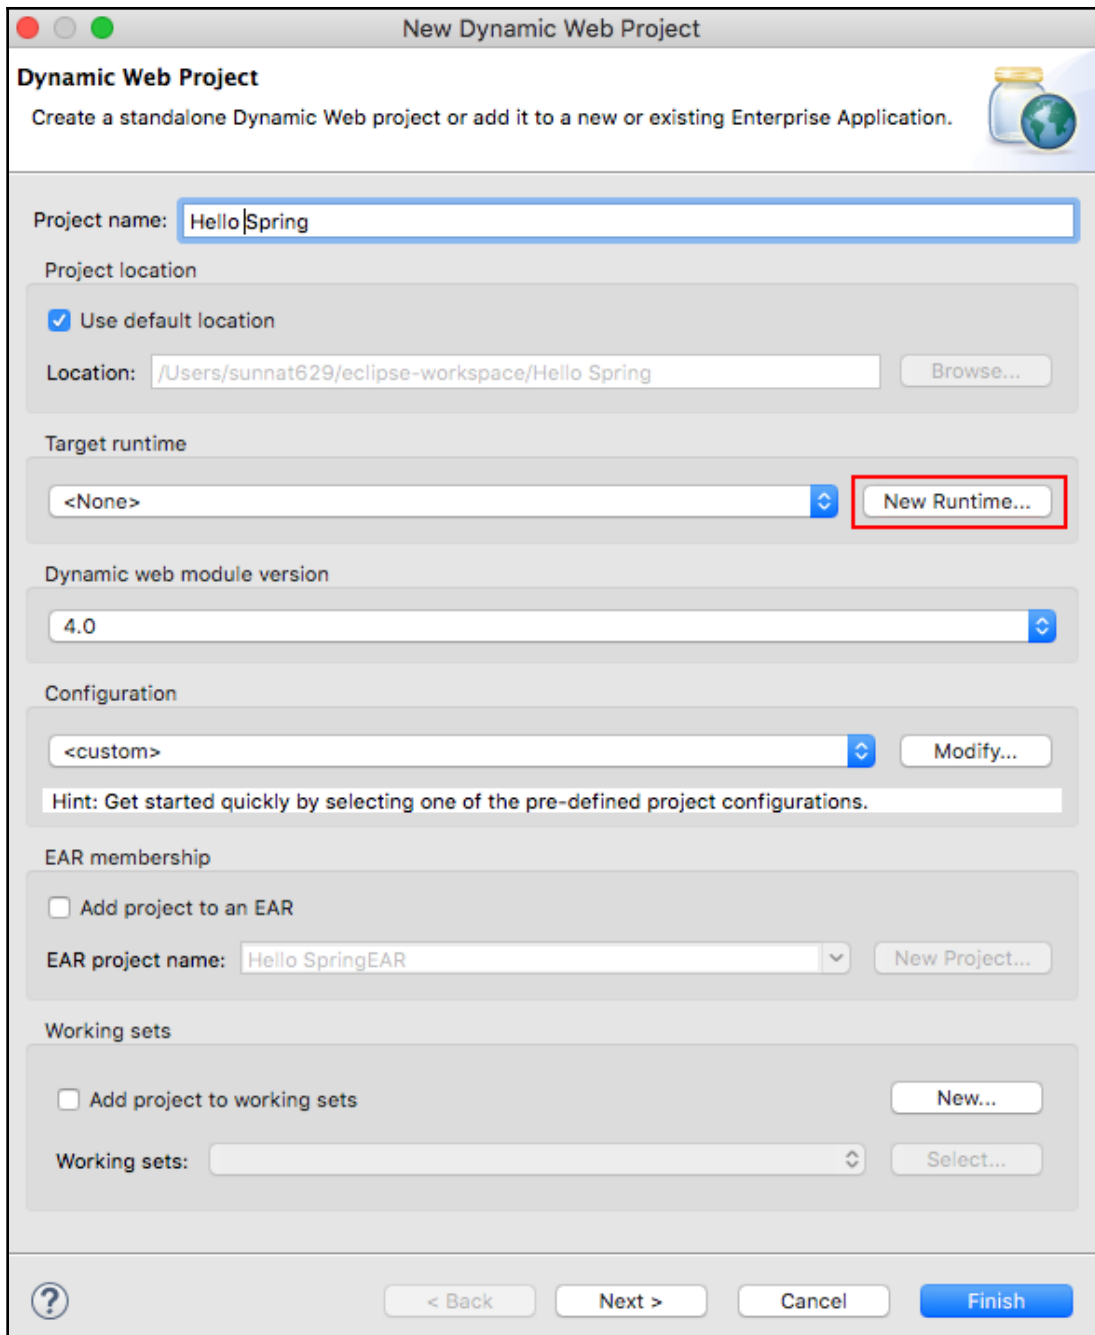 New Dynamic Web Project
Dynamic Web Project
Create a standalone Dynamic Web project or add it to a new or existing Enterprise Application.
Project name: Hello Spring
Project location
Use default location
Location: /Users/sunnat629/eclipse-workspace/Hello Spring Browse...
Target runtime
<None> New Runtime...
Dynamic web module version
4.0
Configuration
<custom> Modify...
Hint: Get started quickly by selecting one of the pre-defined project configurations.
EAR membership
Add project to an EAR
EAR project name: Hello SpringEAR New Project...
Working sets
Add project to working sets New...
Working sets: Select...
? < Back Next > Cancel Finish